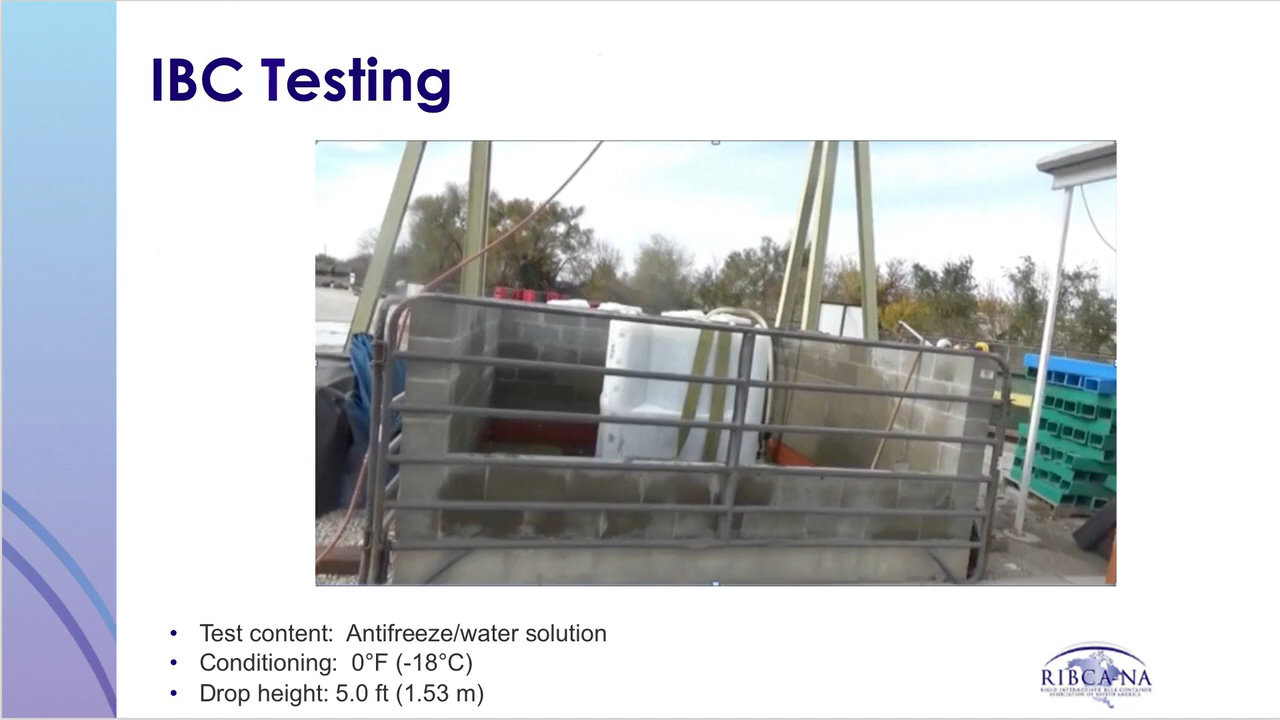 IBC Testing
• Test content: Antifreeze/water solution
• Conditioning: 0°F (-18°C)
• Drop height: 5.0 ft (1.53 m)
RIBCA-NA
RIGID INTERMEDIATE BULK CONTAINER
ASSOCIATION OF NORTH AMERICA